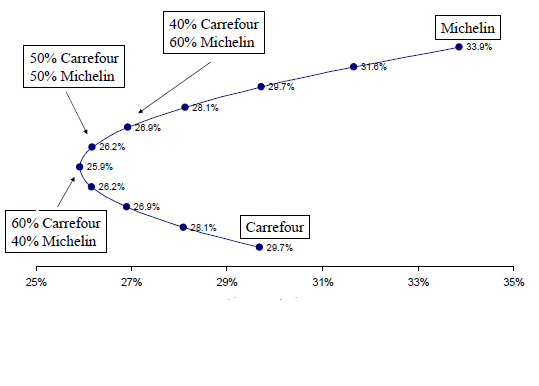 40% Carrefour
60% Michelin
Michelin
33.9%
50% Carrefour
50% Michelin
31.6%
29.7%
28.1%
26.9%
26.2%
25.9%
26.2%
26.9%
60% Carrefour
40% Michelin
28.1%
Carrefour
29.7%
25% 27% 29% 31% 33% 35%